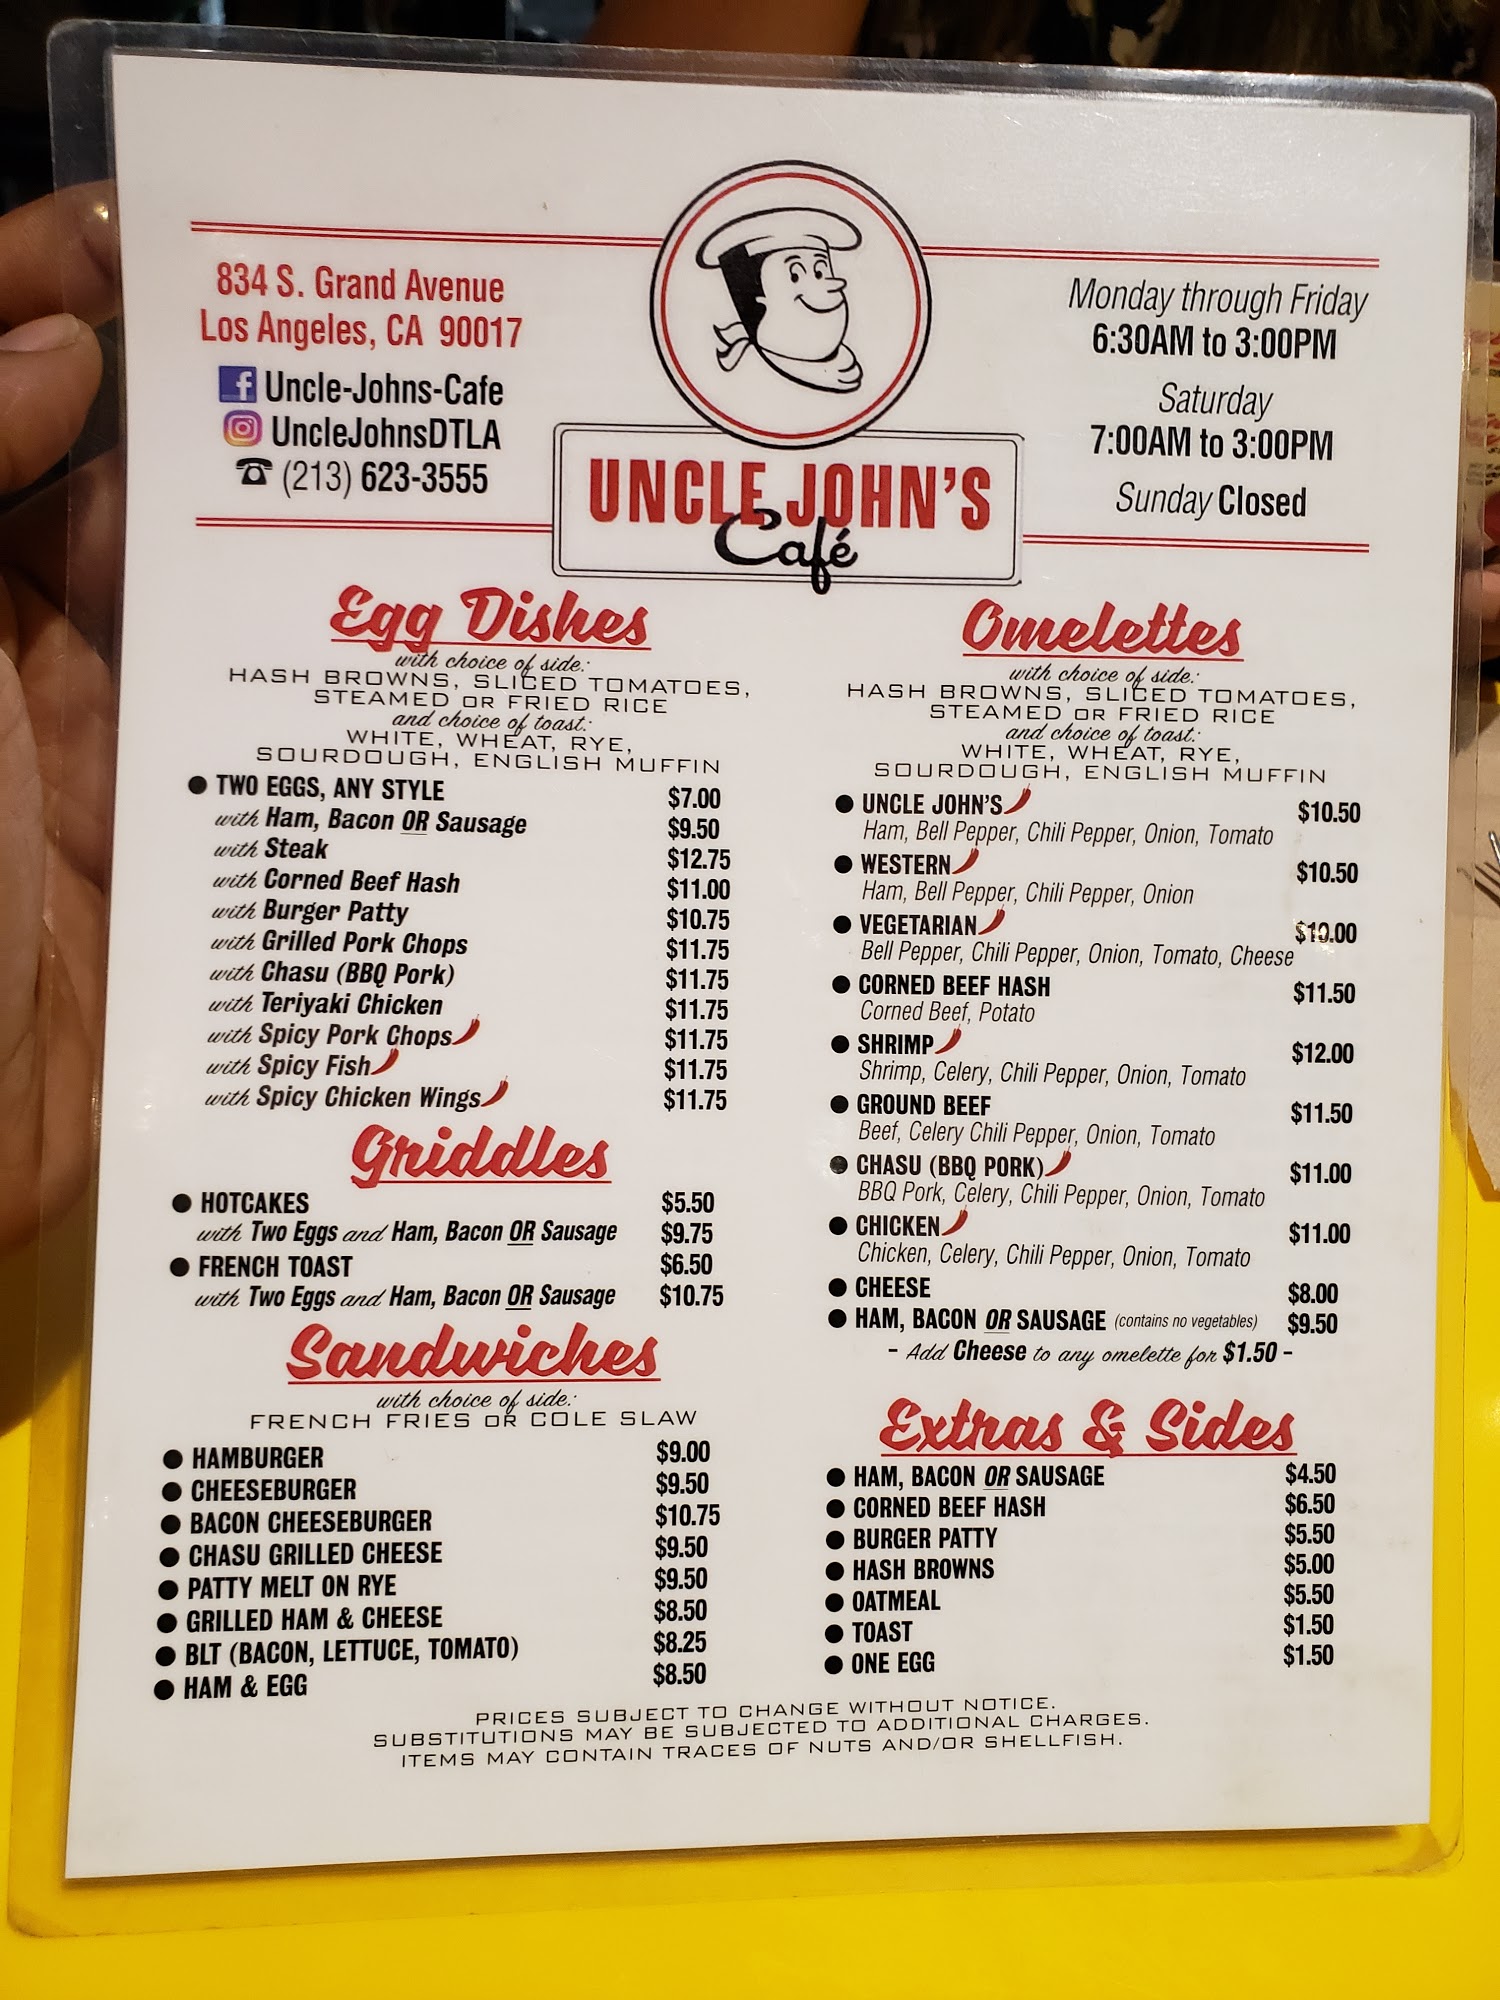 834 S. Grand Avenue
Los Angeles, CA 90017
Uncle-Johns-Cafe
UncleJohnsDTLA
(213) 623-3555
UNCLE JOHN'S
Café
Monday through Friday
6:30AM to 3:00PM
Saturday
7:00AM to 3:00PM
Sunday Closed
Egg Dishes
with choice of side:
HASH BROWNS, SLICED TOMATOES,
STEAMED OR FRIED RICE
and choice of toast:
WHITE, WHEAT, RYE,
SOURDOUGH, ENGLISH MUFFIN
TWO EGGS, ANY STYLE $7.00
with Ham, Bacon OR Sausage $9.50
with Steak $12.75
with Corned Beef Hash $11.00
with Burger Patty $10.75
with Grilled Pork Chops $11.75
with Chasu (BBQ Pork) $11.75
with Teriyaki Chicken $11.75
with Spicy Pork Chops $11.75
with Spicy Fish $11.75
with Spicy Chicken Wings $11.75
Griddles
HOTCAKES $5.50
with Two Eggs and Ham, Bacon OR Sausage $9.75
FRENCH TOAST $6.50
with Two Eggs and Ham, Bacon OR Sausage $10.75
Sandwiches
with choice of side:
FRENCH FRIES OR COLE SLAW
HAMBURGER $9.00
CHEESEBURGER $9.50
BACON CHEESEBURGER $10.75
CHASU GRILLED CHEESE $9.50
PATTY MELT ON RYE $9.50
GRILLED HAM & CHEESE $8.50
BLT (BACON, LETTUCE, TOMATO) $8.25
HAM & EGG $8.50
Omelettes
with choice of side:
HASH BROWNS, SLICED TOMATOES,
STEAMED OR FRIED RICE
and choice of toast:
WHITE, WHEAT, RYE,
SOURDOUGH, ENGLISH MUFFIN
UNCLE JOHN'S $10.50
Ham, Bell Pepper, Chili Pepper, Onion, Tomato
WESTERN $10.50
Ham, Bell Pepper, Chili Pepper, Onion
VEGETARIAN $10.00
Bell Pepper, Chili Pepper, Onion, Tomato, Cheese
CORNED BEEF HASH $11.50
Corned Beef, Potato
SHRIMP $12.00
Shrimp, Celery, Chili Pepper, Onion, Tomato
GROUND BEEF $11.50
Beef, Celery Chili Pepper, Onion, Tomato
CHASU (BBQ PORK) $11.00
BBQ Pork, Celery, Chili Pepper, Onion, Tomato
CHICKEN $11.00
Chicken, Celery, Chili Pepper, Onion, Tomato
CHEESE $8.00
HAM, BACON OR SAUSAGE (contains no vegetables) $9.50
- Add Cheese to any omelette for $1.50 -
Extras & Sides
HAM, BACON OR SAUSAGE $4.50
CORNED BEEF HASH $6.50
BURGER PATTY $5.50
HASH BROWNS $5.00
OATMEAL $5.50
TOAST $1.50
ONE EGG $1.50
PRICES SUBJECT TO CHANGE WITHOUT NOTICE.
SUBSTITUTIONS MAY BE SUBJECTED TO ADDITIONAL CHARGES.
ITEMS MAY CONTAIN TRACES OF NUTS AND/OR SHELLFISH.